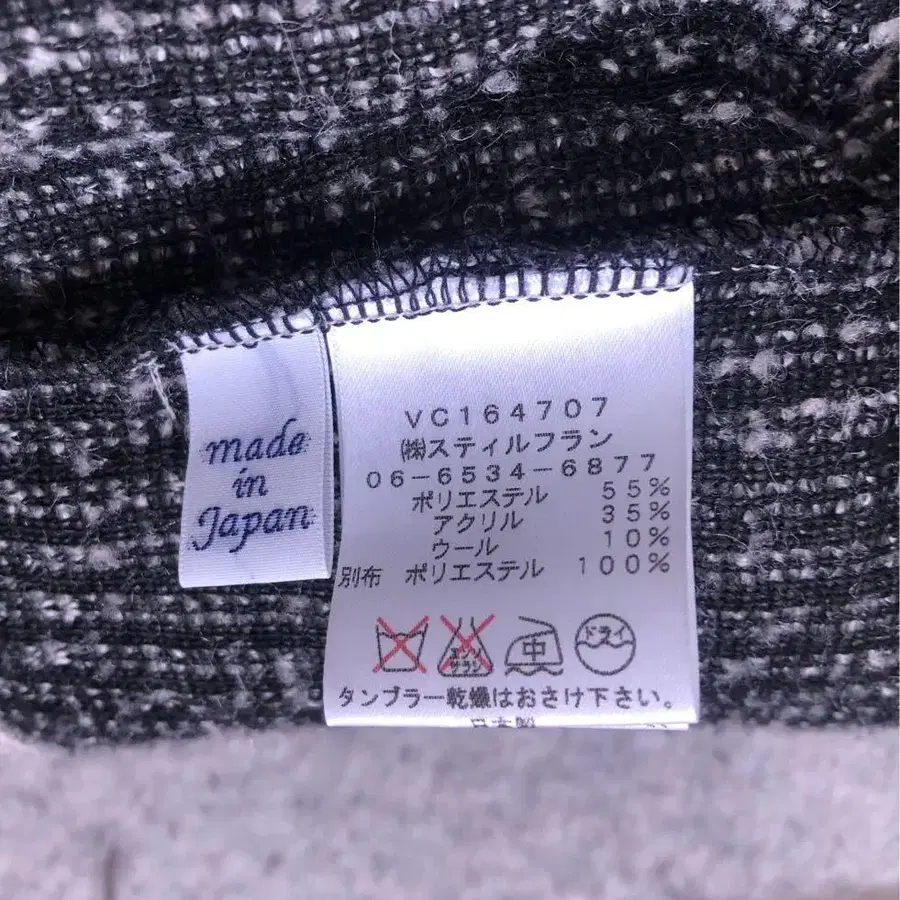 made
in
Japan
VC164707
㈱スティルフラン
06-6534-6877
ポリエステル 55%
アクリル 35%
ウール 10%
別布 ポリエステル 100%
エンソ
サラシ
中
ドライ
タンブラー乾燥はおさけ下さい。
日本製